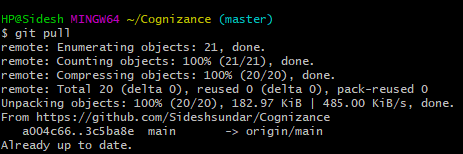 HP@Sidesh MINGW64 ~/Cognizance (master)
$ git pull
remote: Enumerating objects: 21, done.
remote: Counting objects: 100% (21/21), done.
remote: Compressing objects: 100% (20/20), done.
remote: Total 20 (delta 0), reused 0 (delta 0), pack-reused 0
Unpacking objects: 100% (20/20), 182.97 KiB | 485.00 KiB/s, done.
From https://github.com/Sideshsundar/Cognizance
   a004c66..3c5ba8e  main       -> origin/main
Already up to date.